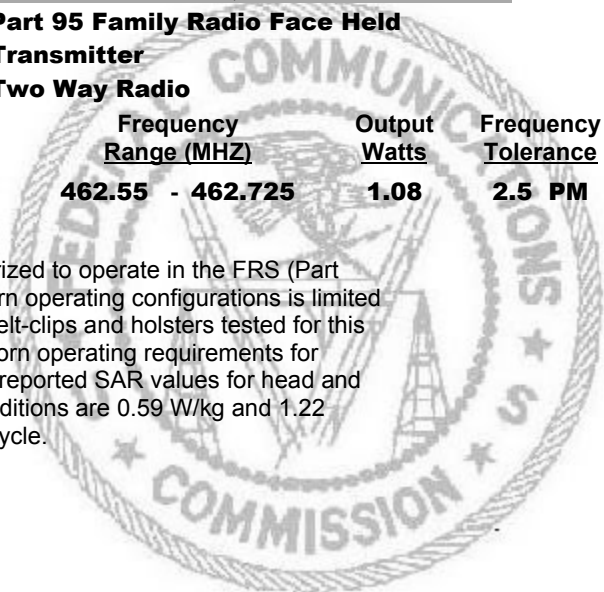 Part 95 Family Radio Face Held
Transmitter
Two Way Radio
Frequency Output Frequency
Range (MHZ) Watts Tolerance
462.55 - 462.725 1.08 2.5 PM
rized to operate in the FRS (Part
rn operating configurations is limited
elt-clips and holsters tested for this
orn operating requirements for
reported SAR values for head and
ditions are 0.59 W/kg and 1.22
ycle.
FEDERAL COMMUNICATIONS
COMMISSION